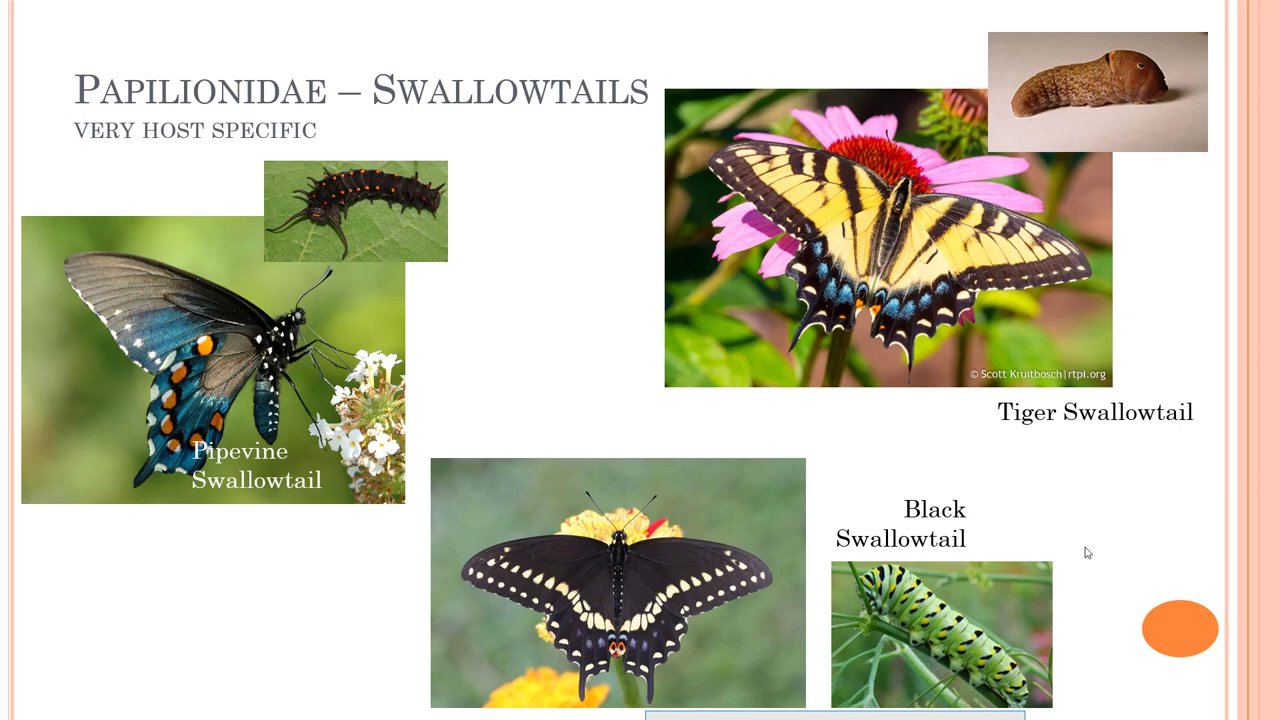 Papilionidae – Swallowtails
very host specific
© Scott Kruitbosch|rtpi.org
Tiger Swallowtail
Pipevine
Swallowtail
Black
Swallowtail